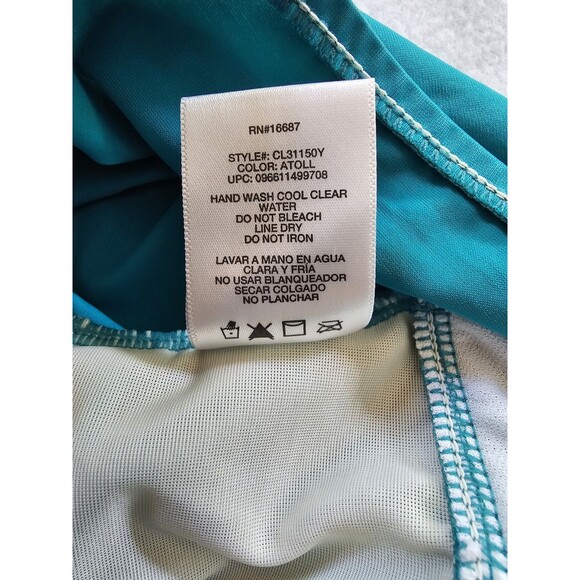 RN#16687
STYLE#: CL31150Y
COLOR: ATOLL
UPC: 096611499708
HAND WASH COOL CLEAR
WATER
DO NOT BLEACH
LINE DRY
DO NOT IRON
LAVAR A MANO EN AGUA
CLARA Y FRÍA
NO USAR BLANQUEADOR
SECAR COLGADO
NO PLANCHAR